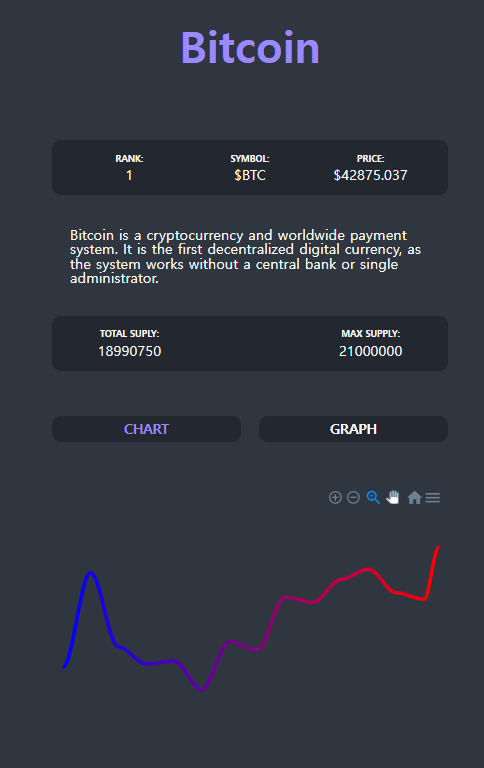 Bitcoin
RANK: SYMBOL: PRICE:
1 $BTC $42875.037
Bitcoin is a cryptocurrency and worldwide payment
system. It is the first decentralized digital currency, as
the system works without a central bank or single
administrator.
TOTAL SUPLY: MAX SUPPLY:
18990750 21000000
CHART GRAPH